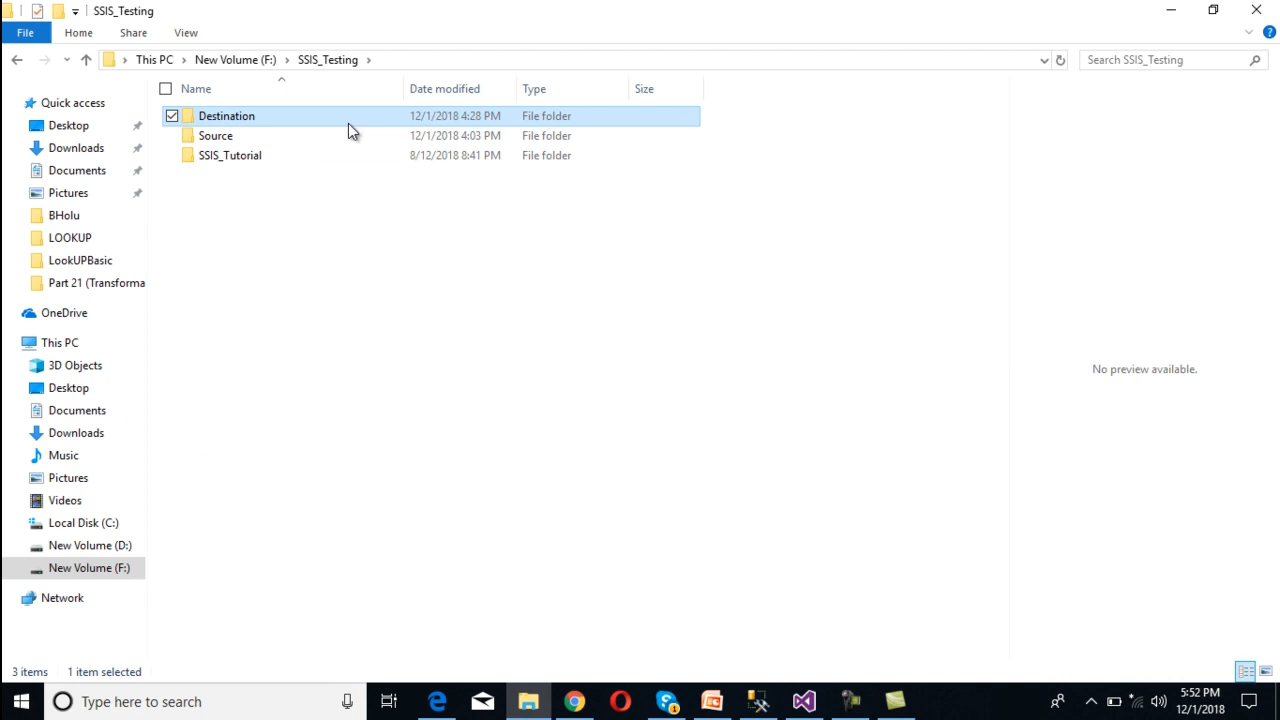 SSIS_Testing
File Home Share View
This PC New Volume (F:) SSIS_Testing Search SSIS_Testing
Name Date modified Type Size
Destination 12/1/2018 4:28 PM File folder
Source 12/1/2018 4:03 PM File folder
SSIS_Tutorial 8/12/2018 8:41 PM File folder
Quick access
Desktop
Downloads
Documents
Pictures
BHolu
LOOKUP
LookUPBasic
Part 21 (Transforma
OneDrive
This PC
3D Objects
Desktop
Documents
Downloads
Music
Pictures
Videos
Local Disk (C:)
New Volume (D:)
New Volume (F:)
Network
No preview available.
3 items 1 item selected
Type here to search
5:52 PM
12/1/2018